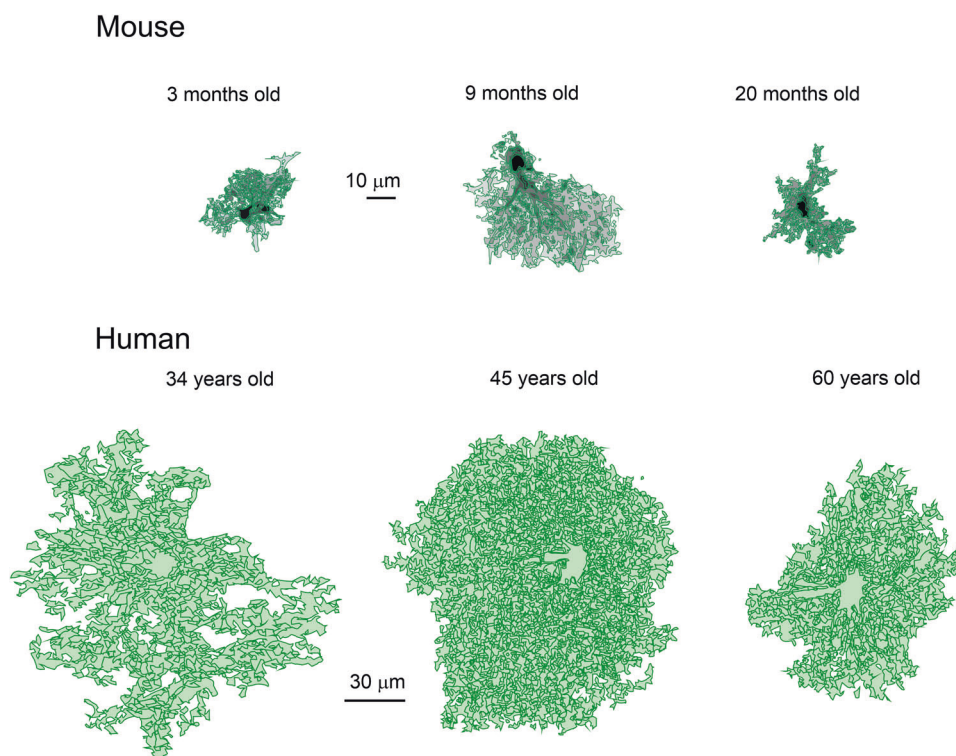 Mouse
3 months old
9 months old
20 months old
10 μm
Human
34 years old
45 years old
60 years old
30 μm